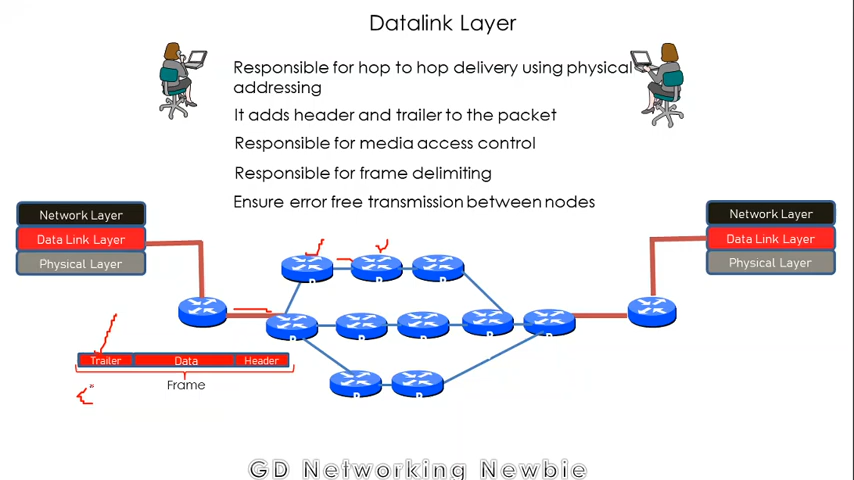 Datalink Layer
Responsible for hop to hop delivery using physical
addressing
It adds header and trailer to the packet
Responsible for media access control
Responsible for frame delimiting
Ensure error free transmission between nodes
Network Layer
Data Link Layer
Physical Layer
Network Layer
Data Link Layer
Physical Layer
Trailer Data Header
Frame
GD Networking Newbie